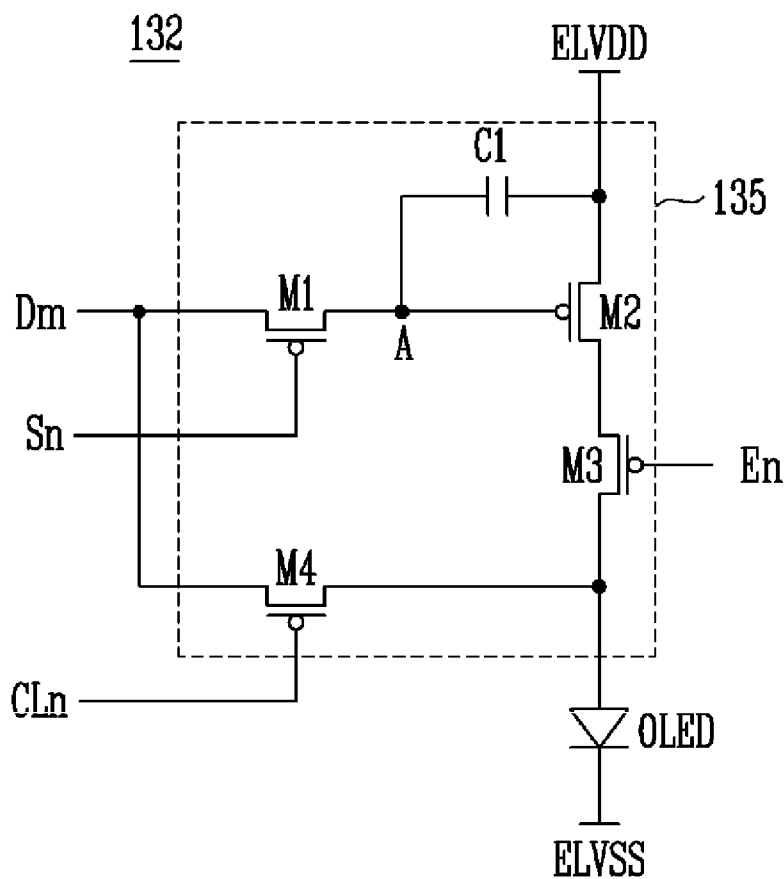 132
ELVDD
C1
135
M1
Dm
M2
A
Sn
M3
En
M4
CLn
OLED
ELVSS